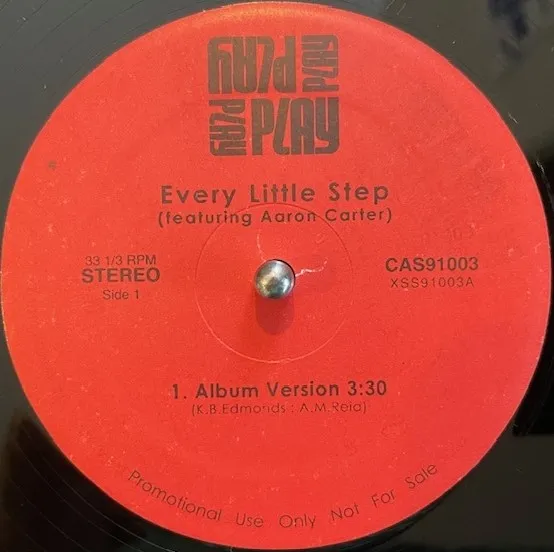 PLAY PLAY
PLAY PLAY
Every Little Step
(featuring Aaron Carter)
33 1/3 RPM
STEREO
Side 1
CAS91003
XSS91003A
1. Album Version 3:30
(K.B.Edmonds : A.M.Reid)
Promotional Use Only Not For Sale